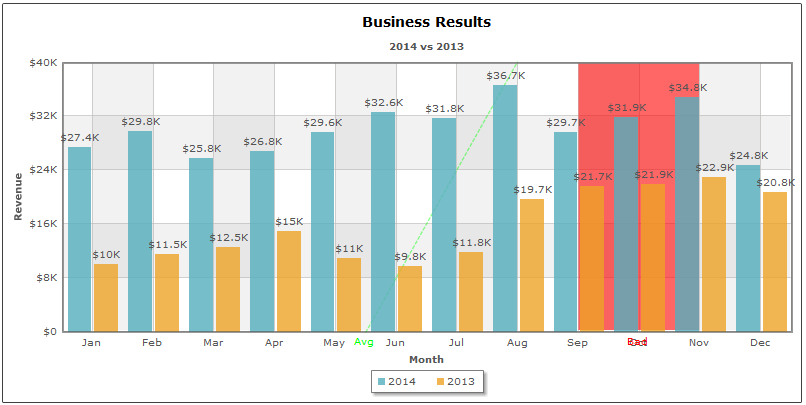 Business Results
2014 vs 2013
Revenue
$40K
$32K
$24K
$16K
$8K
$0
$27.4K $29.8K $25.8K $26.8K $29.6K $32.6K $31.8K $36.7K $29.7K $31.9K $34.8K $24.8K
$10K $11.5K $12.5K $15K $11K $9.8K $11.8K $19.7K $21.7K $21.9K $22.9K $20.8K
Jan Feb Mar Apr May Jun Jul Aug Sep Oct Nov Dec
Avg Bad
Month
2014 2013